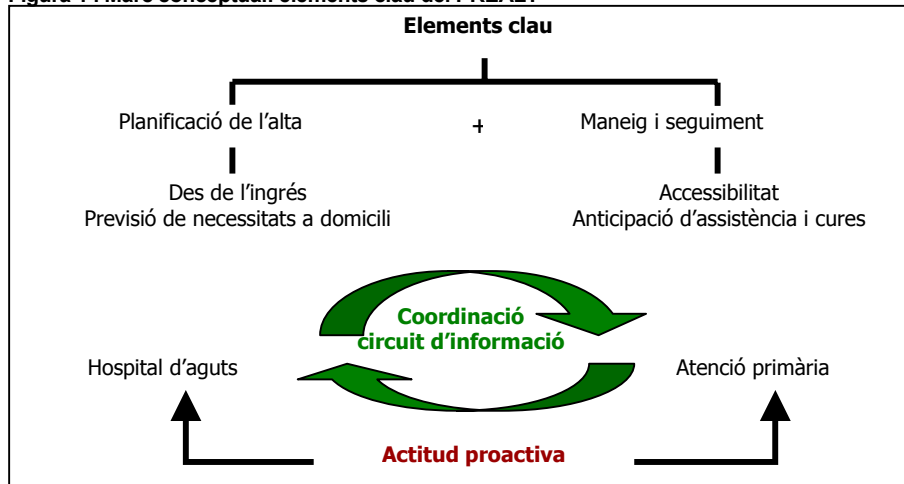 Elements clau
Planificació de l'alta + Maneig i seguiment
Des de l'ingrés
Previsió de necessitats a domicili
Accessibilitat
Anticipació d'assistència i cures
Coordinació
circuit d'informació
Hospital d'aguts
Atenció primària
Actitud proactiva